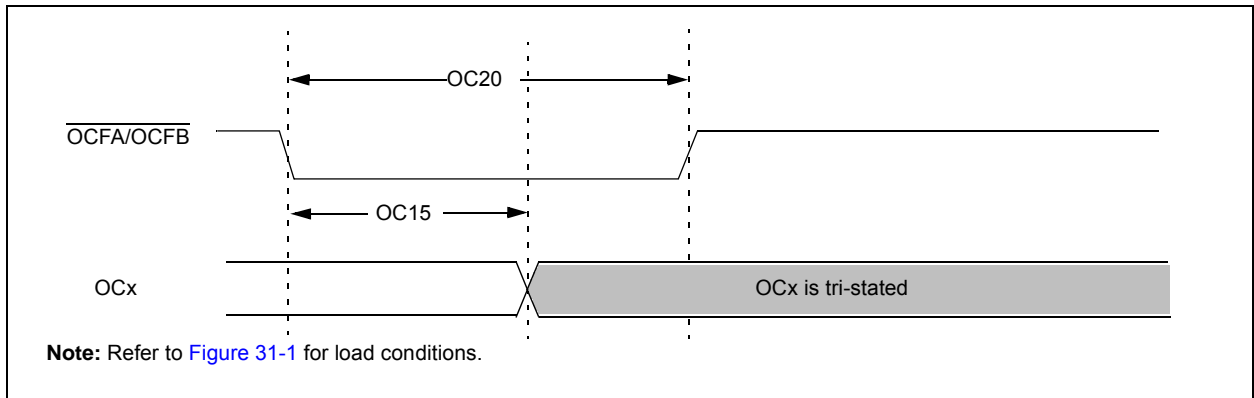 OC20
OCFA/OCFB
OC15
OCx
OCx is tri-stated
Note: Refer to Figure 31-1 for load conditions.